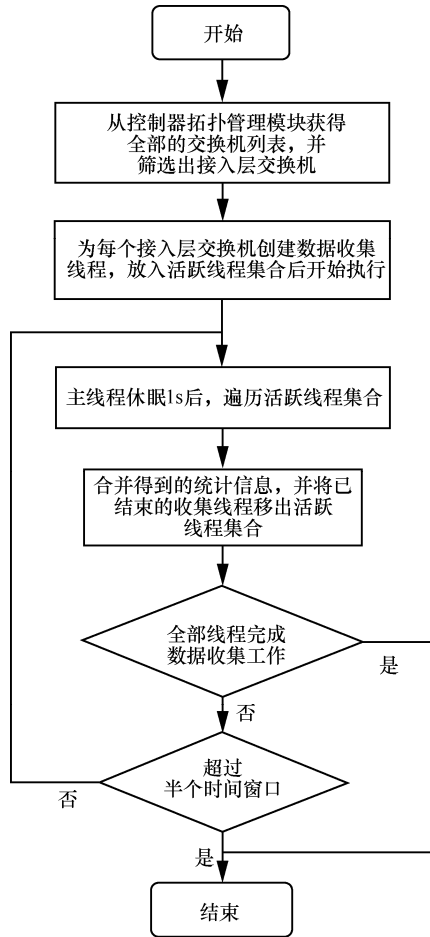 开始
从控制器拓扑管理模块获得
全部的交换机列表，并
筛选出接入层交换机
为每个接入层交换机创建数据收集
线程，放入活跃线程集合后开始执行
主线程休眠1s后，遍历活跃线程集合
合并得到的统计信息，并将已
结束的收集线程移出活跃
线程集合
全部线程完成
数据收集工作
是
否
超过
半个时间窗口
否
是
结束